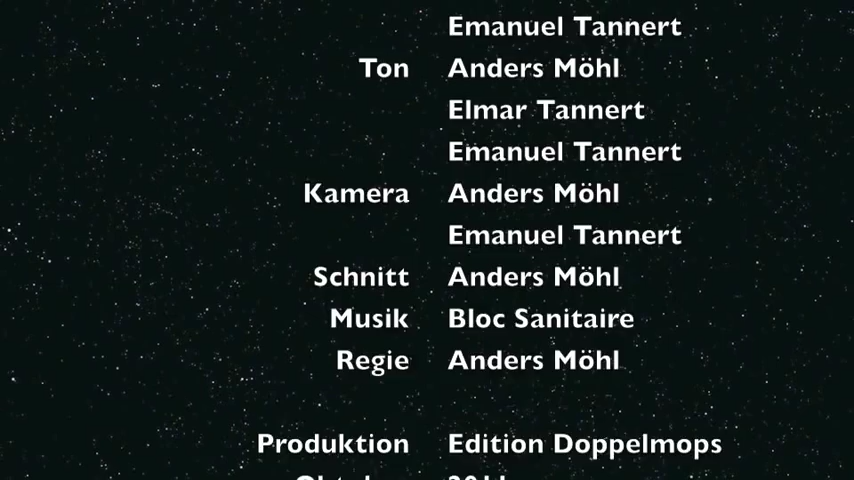 Emanuel Tannert
Ton Anders Möhl
Elmar Tannert
Emanuel Tannert
Kamera Anders Möhl
Emanuel Tannert
Schnitt Anders Möhl
Musik Bloc Sanitaire
Regie Anders Möhl
Produktion Edition Doppelmops